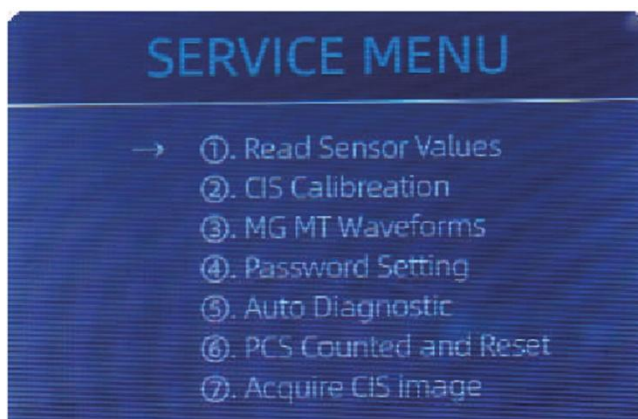 SERVICE MENU
→ ①. Read Sensor Values
②. CIS Calibreation
③. MG MT Waveforms
④. Password Setting
⑤. Auto Diagnostic
⑥. PCS Counted and Reset
⑦. Acquire CIS image